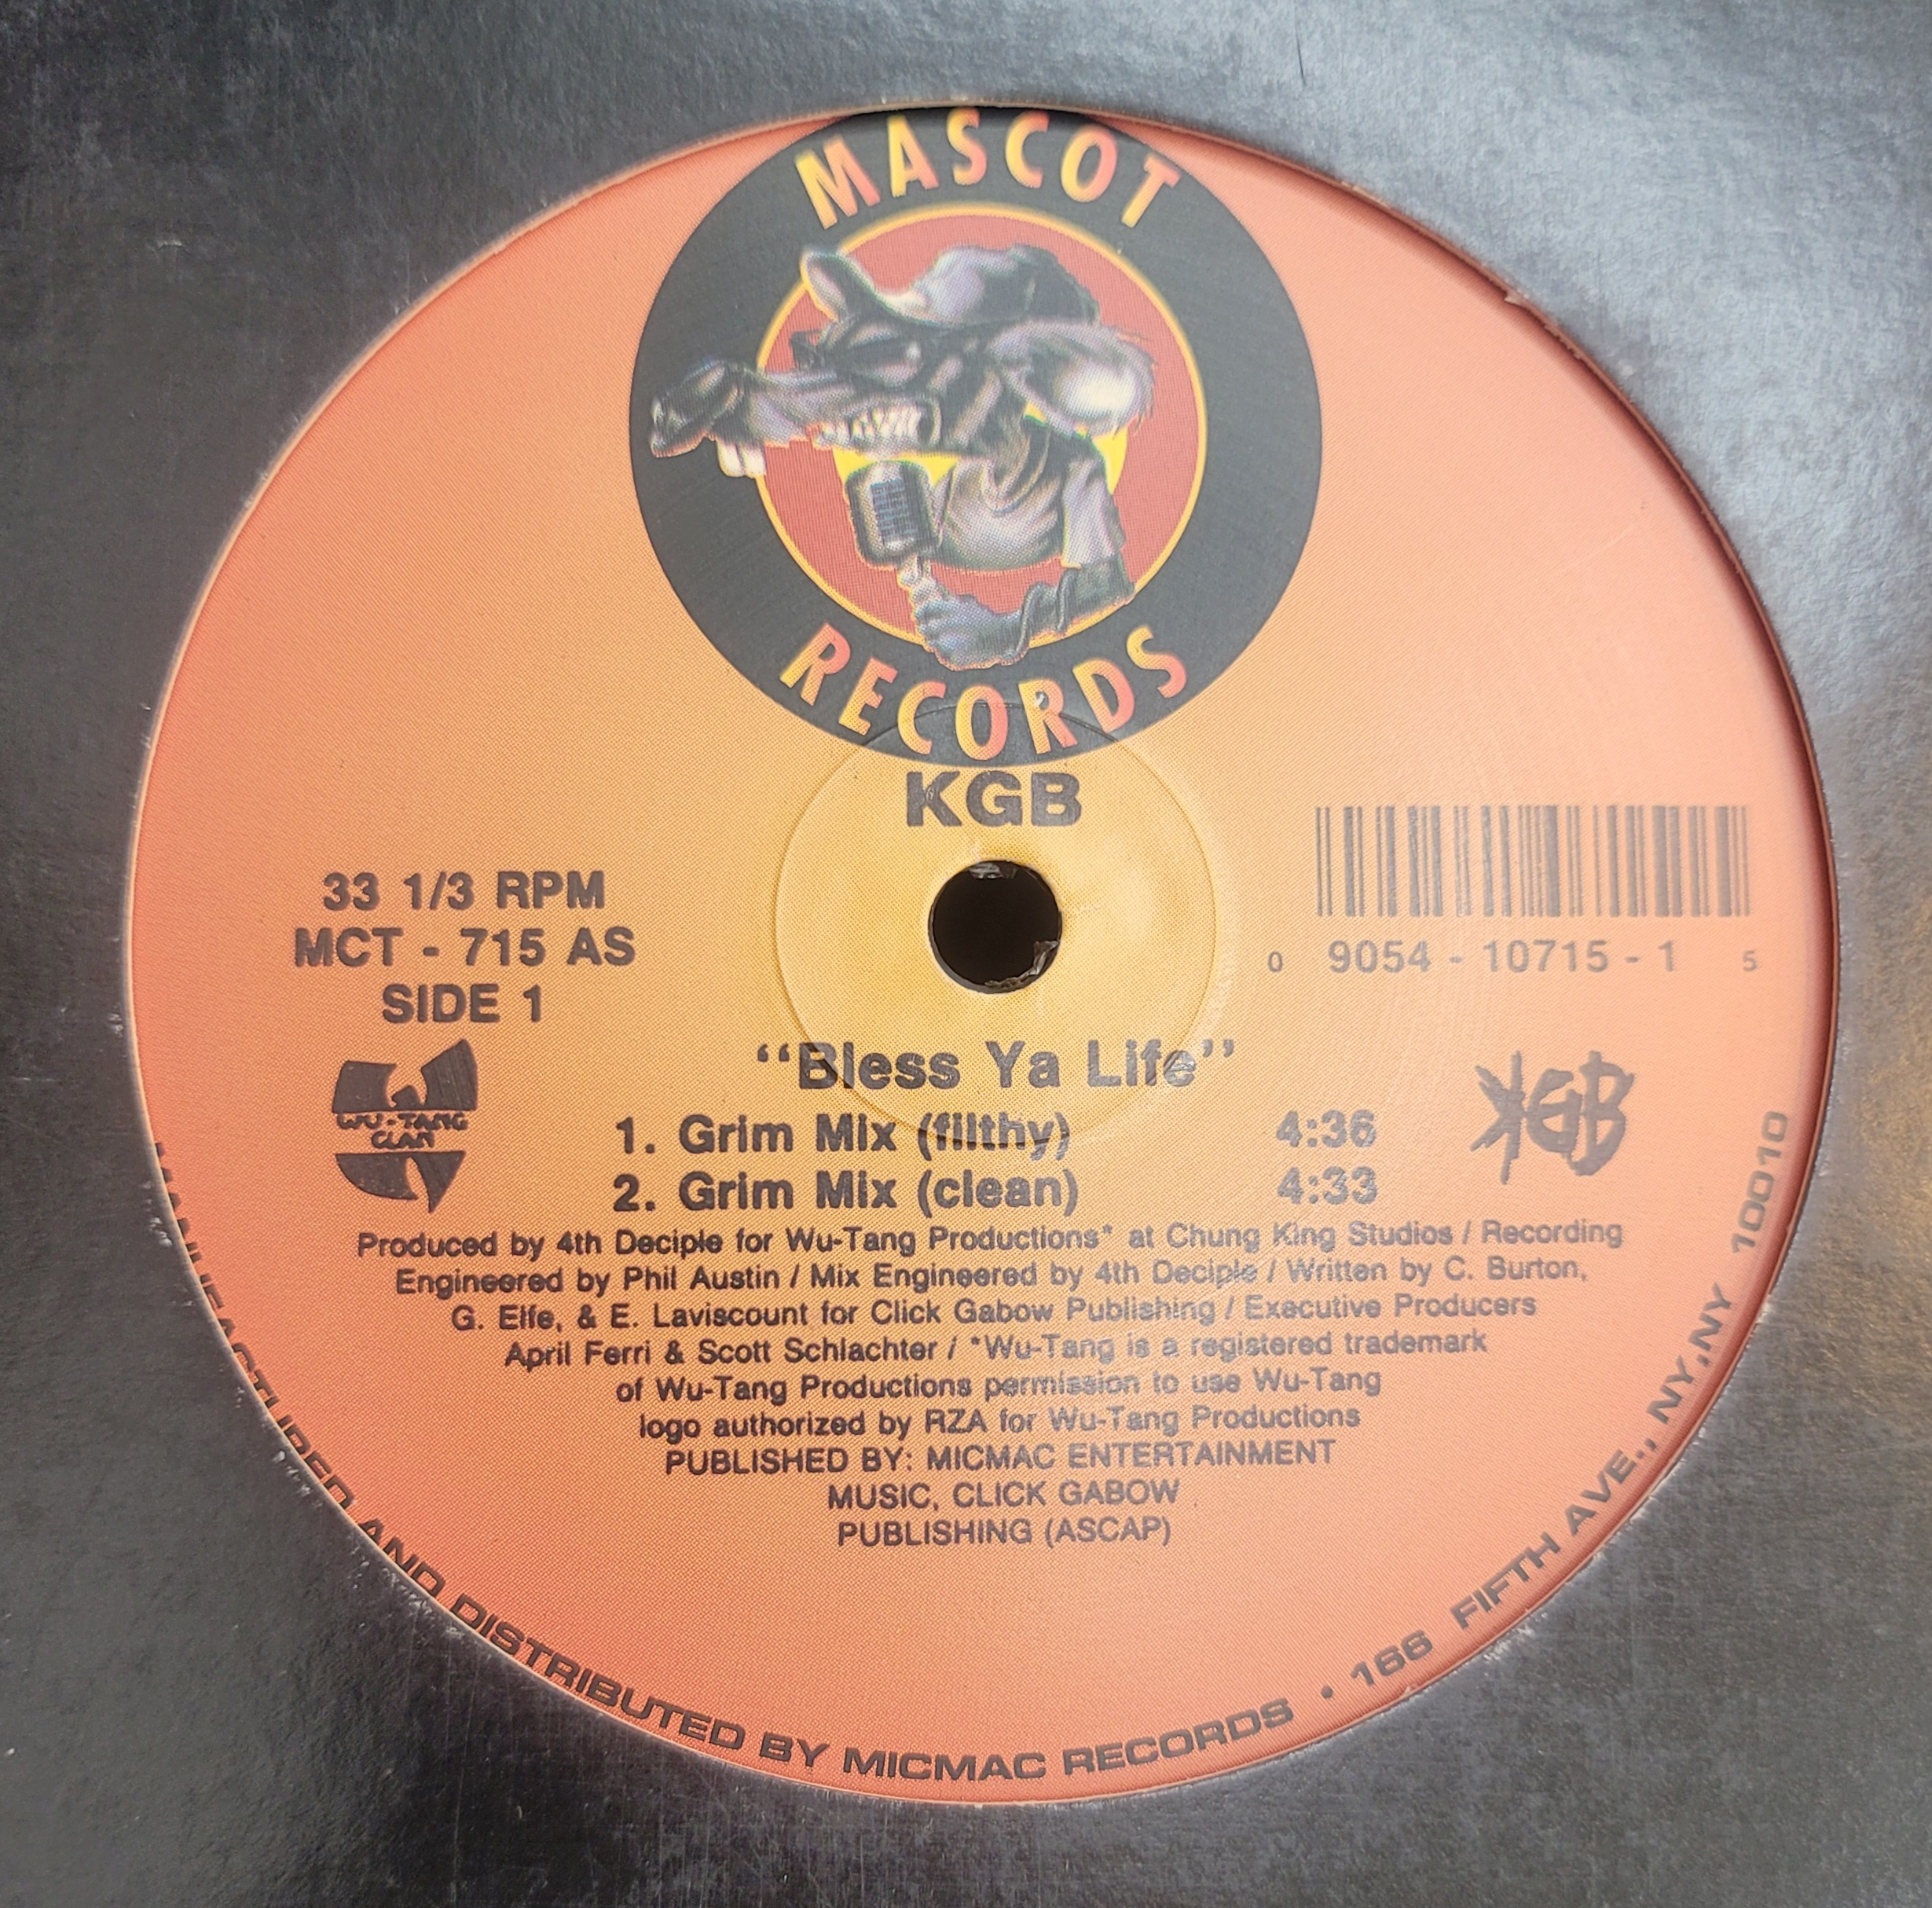 MASCOT
RECORDS
KGB
33 1/3 RPM
MCT - 715 AS
SIDE 1
0 9054 - 10715 - 1 5
"Bless Ya Life"
WU-TANG
CLAN
KGB
1. Grim Mix (filthy) 4:36
2. Grim Mix (clean) 4:33
Produced by 4th Deciple for Wu-Tang Productions* at Chung King Studios / Recording
Engineered by Phil Austin / Mix Engineered by 4th Deciple / Written by C. Burton,
G. Elfe, & E. Laviscount for Click Gabow Publishing / Executive Producers
April Ferri & Scott Schlachter / *Wu-Tang is a registered trademark
of Wu-Tang Productions permission to use Wu-Tang
logo authorized by RZA for Wu-Tang Productions
PUBLISHED BY: MICMAC ENTERTAINMENT
MUSIC, CLICK GABOW
PUBLISHING (ASCAP)
MANUFACTURED AND DISTRIBUTED BY MICMAC RECORDS • 166 FIFTH AVE., NY,NY 10010